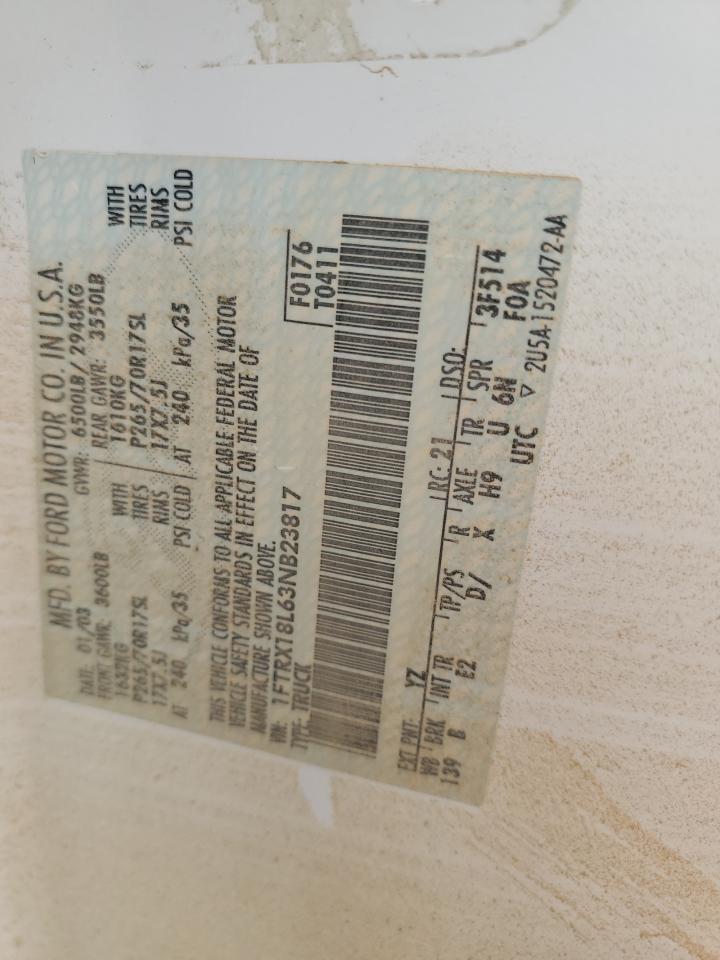 MFD. BY FORD MOTOR CO. IN U.S.A.
DATE: 01/03 GVWR: 6500LB/ 2948KG
FRONT GAWR: 3600LB REAR GAWR: 3550LB
1632KG WITH 1610KG WITH
P265/70R17SL TIRES P265/70R17SL TIRES
17X7.5J RIMS 17X7.5J RIMS
AT 240 kPa/35 PSI COLD AT 240 kPa/35 PSI COLD
THIS VEHICLE CONFORMS TO ALL APPLICABLE FEDERAL MOTOR
VEHICLE SAFETY STANDARDS IN EFFECT ON THE DATE OF
MANUFACTURE SHOWN ABOVE.
VIN: 1FTRX18L63NB23817 F0176
TYPE: TRUCK T0411
EXT PNT: YZ RC: 21 DSO:
WB BRK INT TR TP/PS R AXLE TR SPR 3F514
139 B E2 D/ X H9 U 6N F0A
UTC ▽ 2U5A-1520472-AA